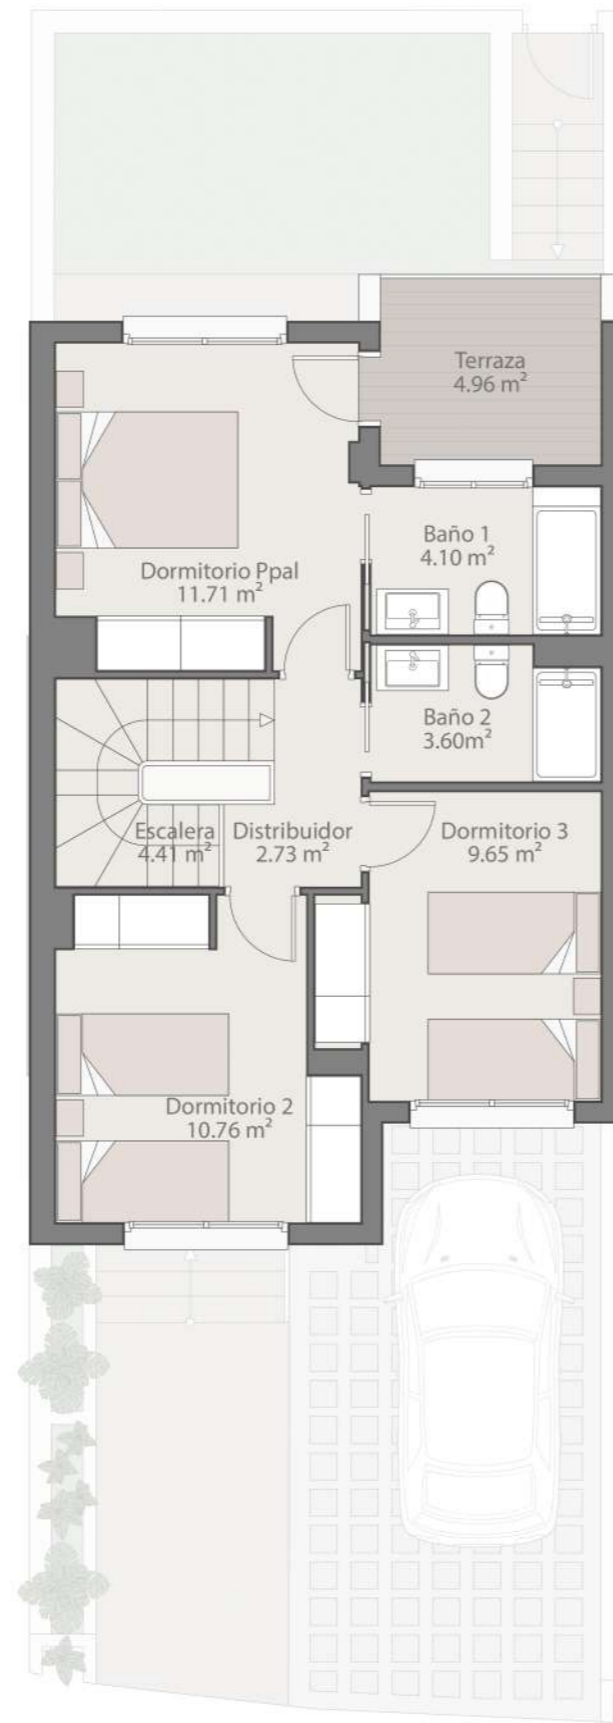 Terraza
4.96 m²
Baño 1
4.10 m²
Dormitorio Ppal
11.71 m²
Baño 2
3.60m²
Escalera
4.41 m²
Distribuidor
2.73 m²
Dormitorio 3
9.65 m²
Dormitorio 2
10.76 m²